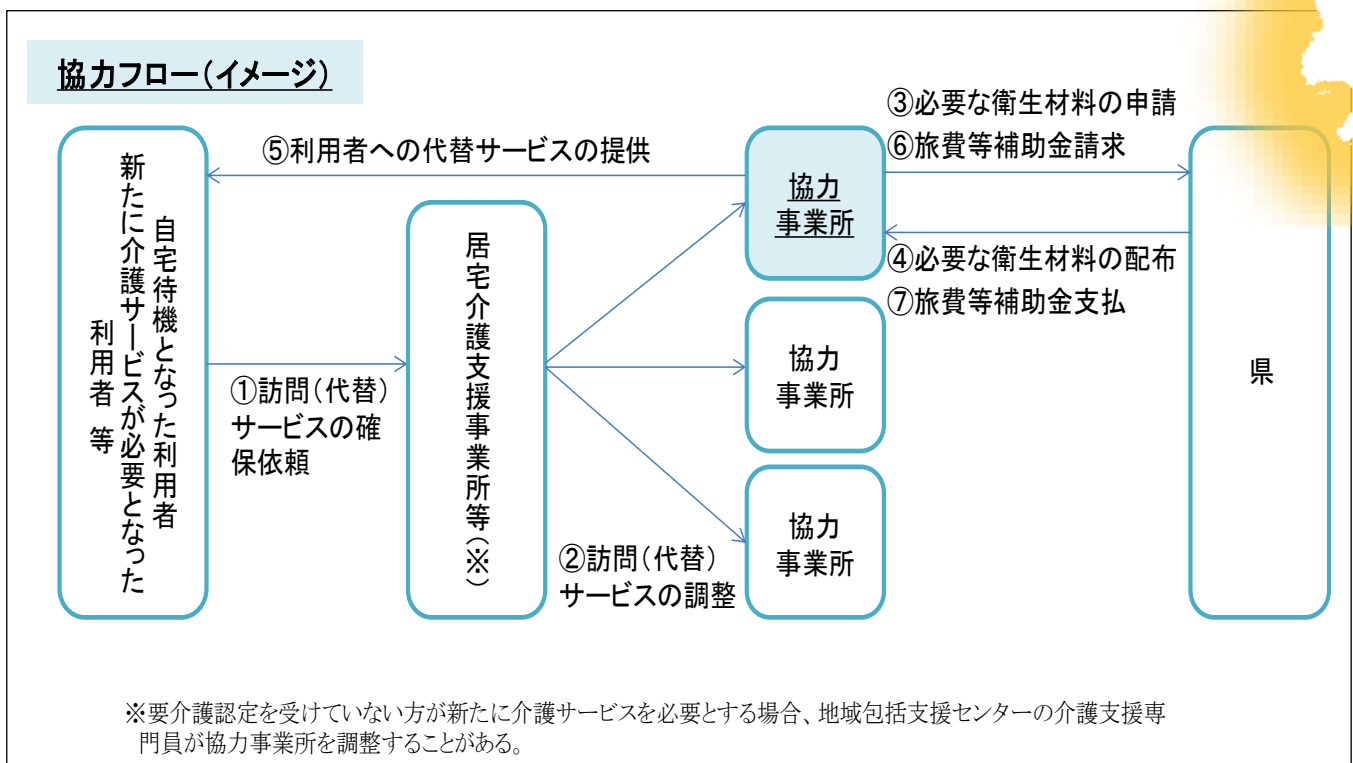 協力フロー(イメージ)
自宅待機となった利用者
新たに介護サービスが必要となった
利用者 等
①訪問(代替)
サービスの確
保依頼
居宅介護支援事業所等(※)
②訪問(代替)
サービスの調整
⑤利用者への代替サービスの提供
協力
事業所
協力
事業所
協力
事業所
③必要な衛生材料の申請
⑥旅費等補助金請求
④必要な衛生材料の配布
⑦旅費等補助金支払
県
※要介護認定を受けていない方が新たに介護サービスを必要とする場合、地域包括支援センターの介護支援専
門員が協力事業所を調整することがある。